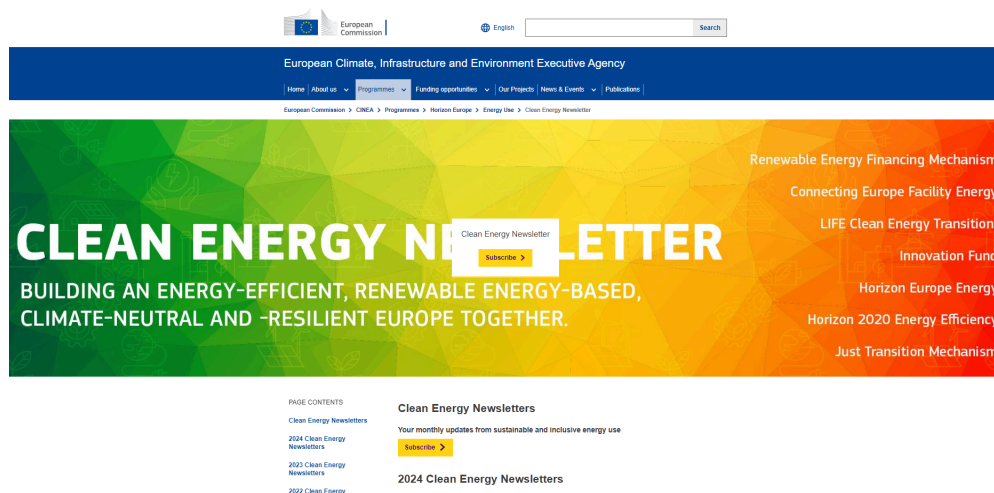 European
Commission
English
Search
European Climate, Infrastructure and Environment Executive Agency
Home About us Programmes Funding opportunities Our Projects News & Events Publications
European Commission > CINEA > Programmes > Horizon Europe > Energy Use > Clean Energy Newsletter
Renewable Energy Financing Mechanism
Connecting Europe Facility Energy
LIFE Clean Energy Transition
Innovation Fund
Horizon Europe Energy
Horizon 2020 Energy Efficiency
Just Transition Mechanism
CLEAN ENERGY NE LETTER
Clean Energy Newsletter
Subscribe >
BUILDING AN ENERGY-EFFICIENT, RENEWABLE ENERGY-BASED,
CLIMATE-NEUTRAL AND -RESILIENT EUROPE TOGETHER.
PAGE CONTENTS
Clean Energy Newsletters
2024 Clean Energy
Newsletters
2023 Clean Energy
Newsletters
2022 Clean Energy
Clean Energy Newsletters
Your monthly updates from sustainable and inclusive energy use
Subscribe >
2024 Clean Energy Newsletters